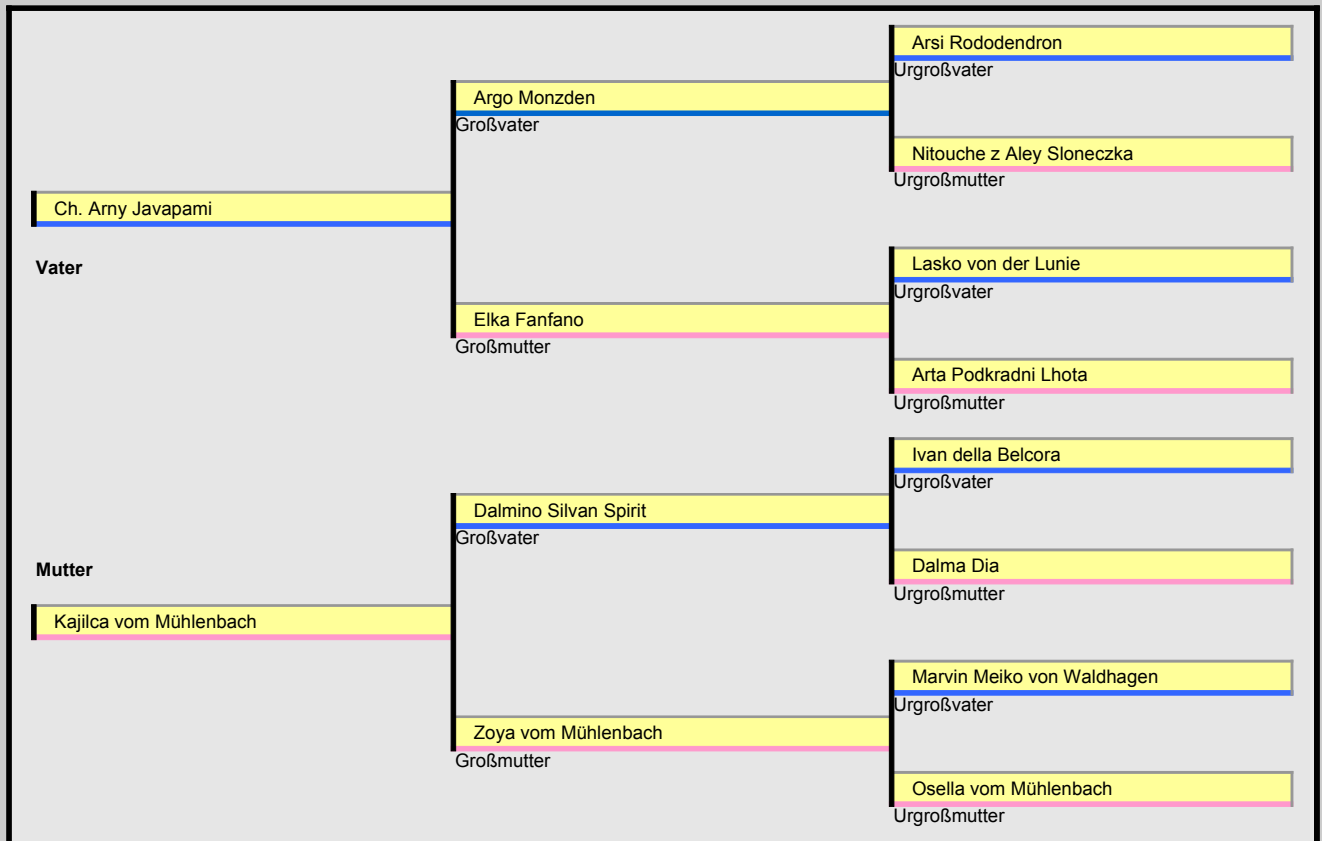 Arsi Rododendron
Urgroßvater
Argo Monzden
Großvater
Nitouche z Aley Sloneczka
Urgroßmutter
Ch. Arny Javapami
Vater
Lasko von der Lunie
Urgroßvater
Elka Fanfano
Großmutter
Arta Podkradni Lhota
Urgroßmutter
Ivan della Belcora
Urgroßvater
Dalmino Silvan Spirit
Großvater
Mutter
Dalma Dia
Urgroßmutter
Kajilca vom Mühlenbach
Marvin Meiko von Waldhagen
Urgroßvater
Zoya vom Mühlenbach
Großmutter
Osella vom Mühlenbach
Urgroßmutter